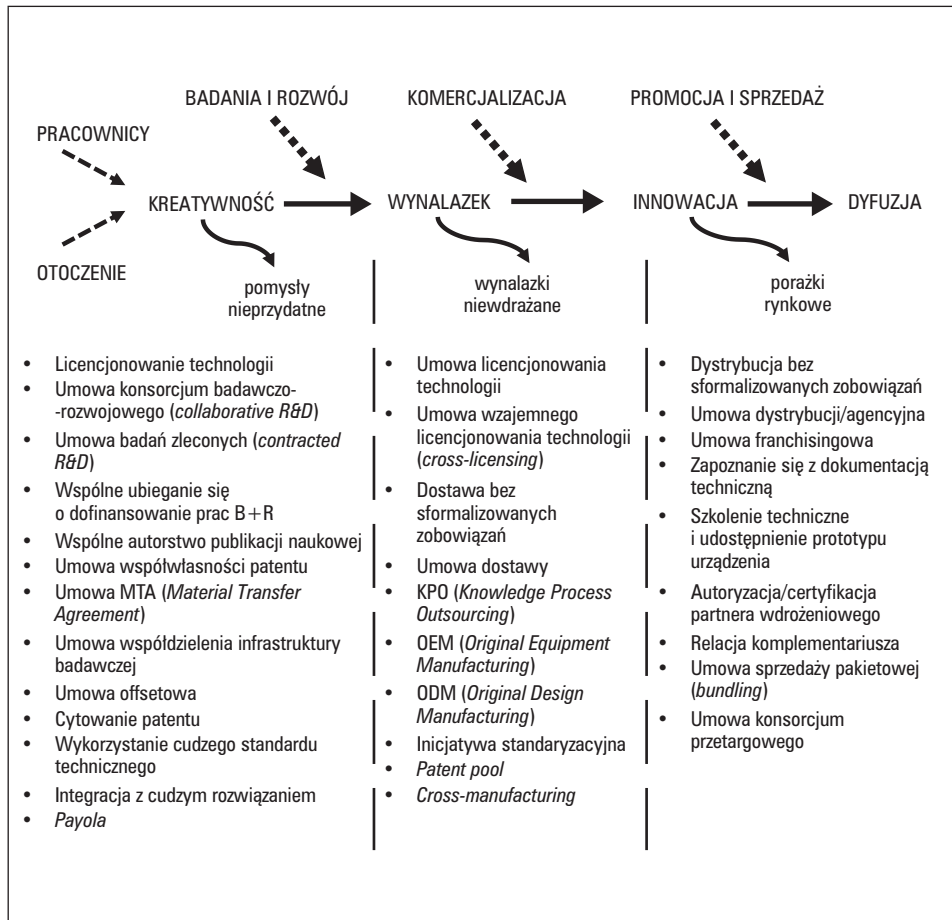 BADANIA I ROZWÓJ
KOMERCJALIZACJA
PROMOCJA I SPRZEDAŻ
PRACOWNICY
KREATYWNOŚĆ
WYNALAZEK
INNOWACJA
DYFUZJA
OTOCZENIE
pomysły
nieprzydatne
wynalazki
niewdrażane
porażki
rynkowe
• Licencjonowanie technologii
• Umowa konsorcjum badawczo-
-rozwojowego (collaborative R&D)
• Umowa badań zleconych (contracted
R&D)
• Wspólne ubieganie się
o dofinansowanie prac B+R
• Wspólne autorstwo publikacji naukowej
• Umowa współwłasności patentu
• Umowa MTA (Material Transfer
Agreement)
• Umowa współdzielenia infrastruktury
badawczej
• Umowa offsetowa
• Cytowanie patentu
• Wykorzystanie cudzego standardu
technicznego
• Integracja z cudzym rozwiązaniem
• Payola
• Umowa licencjonowania
technologii
• Umowa wzajemnego
licencjonowania technologii
(cross-licensing)
• Dostawa bez
sformalizowanych
zobowiązań
• Umowa dostawy
• KPO (Knowledge Process
Outsourcing)
• OEM (Original Equipment
Manufacturing)
• ODM (Original Design
Manufacturing)
• Inicjatywa standaryzacyjna
• Patent pool
• Cross-manufacturing
• Dystrybucja bez
sformalizowanych zobowiązań
• Umowa dystrybucji/agencyjna
• Umowa franchisingowa
• Zapoznanie się z dokumentacją
techniczną
• Szkolenie techniczne
i udostępnienie prototypu
urządzenia
• Autoryzacja/certyfikacja
partnera wdrożeniowego
• Relacja komplementariusza
• Umowa sprzedaży pakietowej
(bundling)
• Umowa konsorcjum
przetargowego